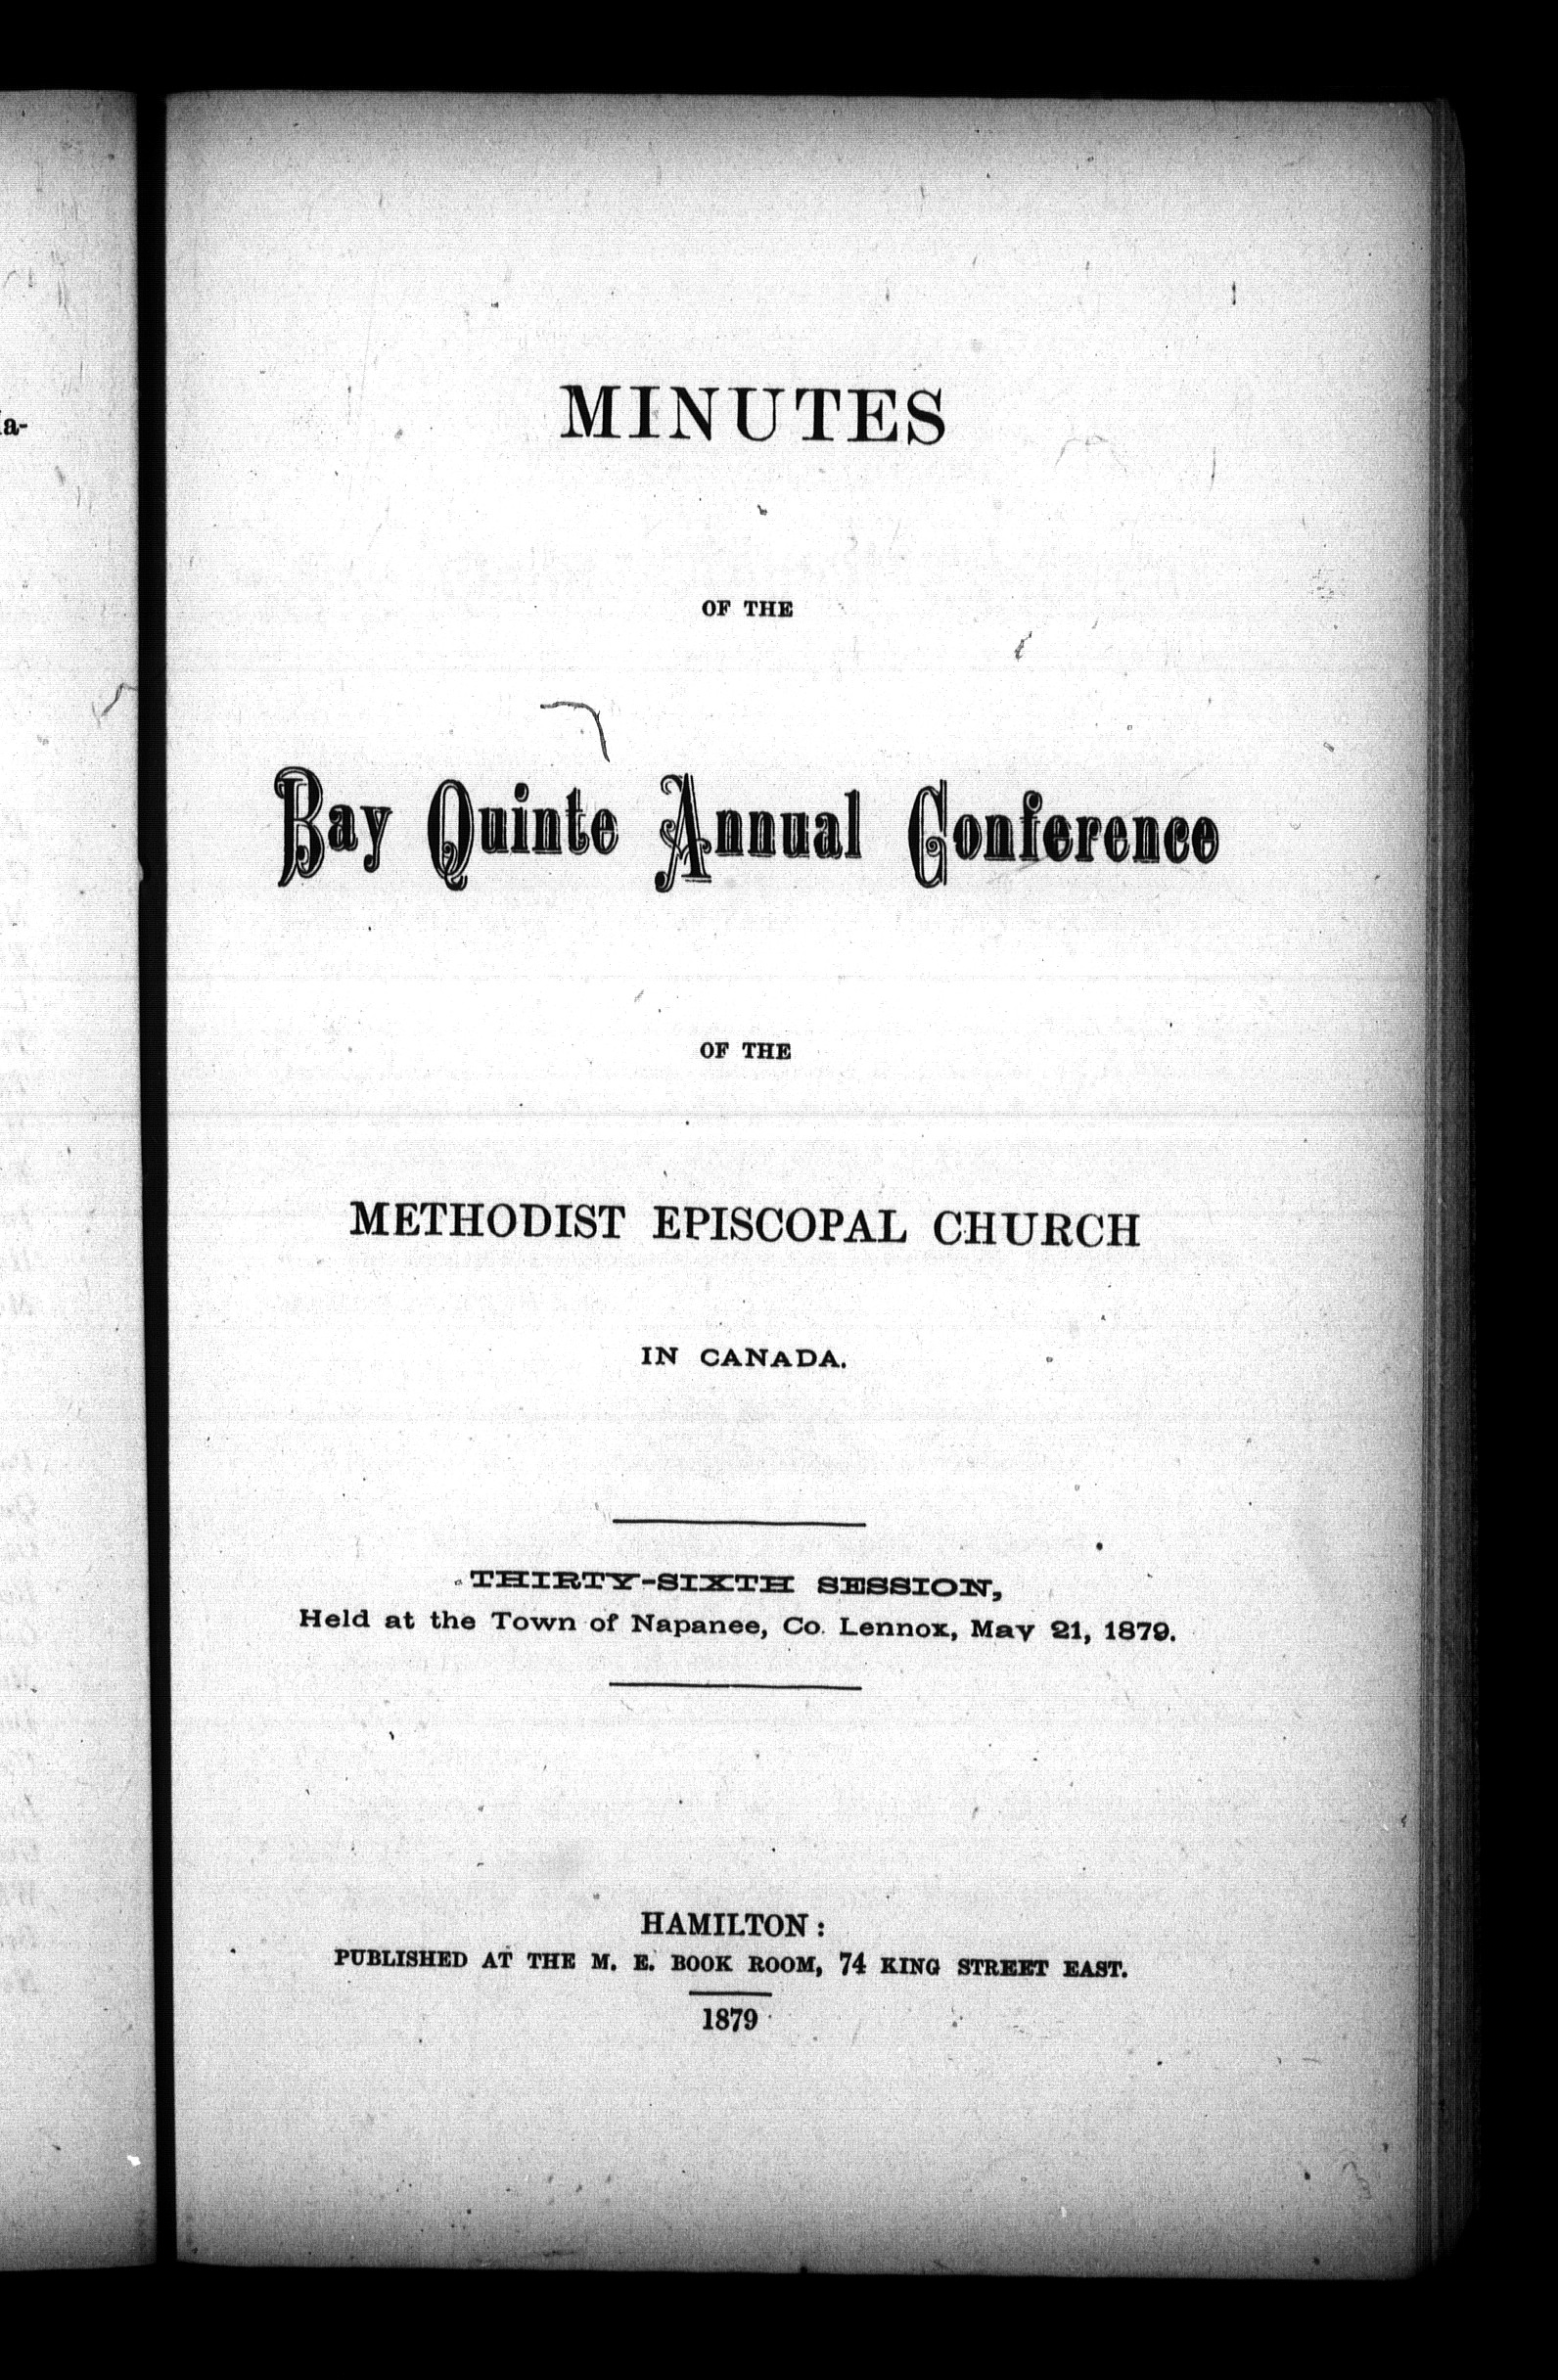 MINUTES
OF THE
Bay Quinte Annual Conference
OF THE
METHODIST EPISCOPAL CHURCH
IN CANADA.
THIRTY-SIXTH SESSION,
Held at the Town of Napanee, Co. Lennox, May 21, 1879.
HAMILTON:
PUBLISHED AT THE M. E. BOOK ROOM, 74 KING STREET EAST.
1879